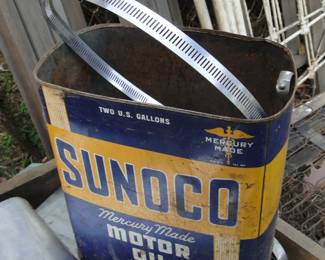 TWO U.S. GALLONS
MERCURY
MADE
SUNOCO
Mercury Made
MOTOR
OIL